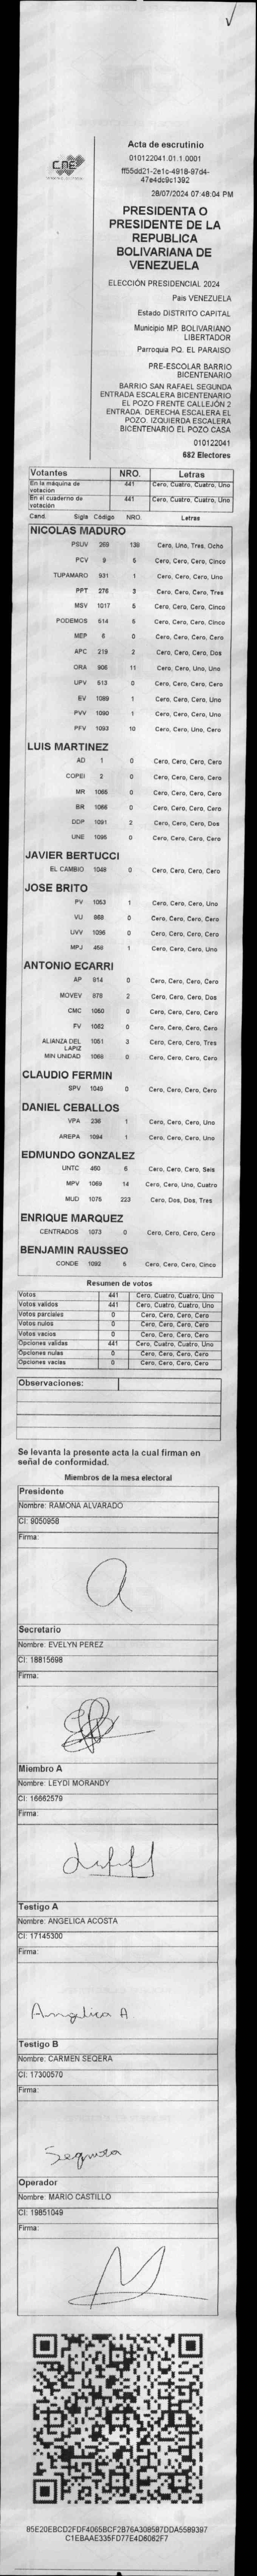 CNE
Acta de escrutinio
010122041.01.1.0001
ff55dd21-2e1c-4918-97d4-
47e4dc9c1392
28/07/2024 07:48:04 PM
PRESIDENTA O
PRESIDENTE DE LA
REPUBLICA
BOLIVARIANA DE
VENEZUELA
ELECCIÓN PRESIDENCIAL 2024
País VENEZUELA
Estado DISTRITO CAPITAL
Municipio MP. BOLIVARIANO
LIBERTADOR
Parroquia PQ. EL PARAISO
PRE-ESCOLAR BARRIO
BICENTENARIO
BARRIO SAN RAFAEL SEGUNDA
ENTRADA ESCALERA BICENTENARIO
EL POZO FRENTE CALLEJÓN 2
ENTRADA. DERECHA ESCALERA EL
POZO. IZQUIERDA ESCALERA
BICENTENARIO EL POZO CASA
010122041
682 Electores
Votantes NRO. Letras
En la máquina de votación 441 Cero, Cuatro, Cuatro, Uno
En el cuaderno de votación 441 Cero, Cuatro, Cuatro, Uno
Cand. Sigla Código NRO. Letras
NICOLAS MADURO
PSUV 269 138 Cero, Uno, Tres, Ocho
PCV 9 5 Cero, Cero, Cero, Cinco
TUPAMARO 931 1 Cero, Cero, Cero, Uno
PPT 276 3 Cero, Cero, Cero, Tres
MSV 1017 5 Cero, Cero, Cero, Cinco
PODEMOS 514 5 Cero, Cero, Cero, Cinco
MEP 6 0 Cero, Cero, Cero, Cero
APC 219 2 Cero, Cero, Cero, Dos
ORA 906 11 Cero, Cero, Uno, Uno
UPV 613 0 Cero, Cero, Cero, Cero
EV 1089 1 Cero, Cero, Cero, Uno
PVV 1090 1 Cero, Cero, Cero, Uno
PFV 1093 10 Cero, Cero, Uno, Cero
LUIS MARTINEZ
AD 1 0 Cero, Cero, Cero, Cero
COPEI 2 0 Cero, Cero, Cero, Cero
MR 1065 0 Cero, Cero, Cero, Cero
BR 1066 0 Cero, Cero, Cero, Cero
DDP 1091 2 Cero, Cero, Cero, Dos
UNE 1095 0 Cero, Cero, Cero, Cero
JAVIER BERTUCCI
EL CAMBIO 1048 0 Cero, Cero, Cero, Cero
JOSE BRITO
PV 1053 1 Cero, Cero, Cero, Uno
VU 868 0 Cero, Cero, Cero, Cero
UVV 1096 0 Cero, Cero, Cero, Cero
MPJ 458 1 Cero, Cero, Cero, Uno
ANTONIO ECARRI
AP 814 0 Cero, Cero, Cero, Cero
MOVEV 878 2 Cero, Cero, Cero, Dos
CMC 1050 0 Cero, Cero, Cero, Cero
FV 1052 0 Cero, Cero, Cero, Cero
ALIANZA DEL LAPIZ 1051 3 Cero, Cero, Cero, Tres
MIN UNIDAD 1068 0 Cero, Cero, Cero, Cero
CLAUDIO FERMIN
SPV 1049 0 Cero, Cero, Cero, Cero
DANIEL CEBALLOS
VPA 236 1 Cero, Cero, Cero, Uno
AREPA 1084 1 Cero, Cero, Cero, Uno
EDMUNDO GONZALEZ
UNTC 460 6 Cero, Cero, Cero, Seis
MPV 1069 14 Cero, Cero, Uno, Cuatro
MUD 1075 223 Cero, Dos, Dos, Tres
ENRIQUE MARQUEZ
CENTRADOS 1073 0 Cero, Cero, Cero, Cero
BENJAMIN RAUSSEO
CONDE 1092 5 Cero, Cero, Cero, Cinco
Resumen de votos
Votos 441 Cero, Cuatro, Cuatro, Uno
Votos validos 441 Cero, Cuatro, Cuatro, Uno
Votos parciales 0 Cero, Cero, Cero, Cero
Votos nulos 0 Cero, Cero, Cero, Cero
Votos vacios 0 Cero, Cero, Cero, Cero
Opciones validas 441 Cero, Cuatro, Cuatro, Uno
Opciones nulas 0 Cero, Cero, Cero, Cero
Opciones vacias 0 Cero, Cero, Cero, Cero
Observaciones:
Se levanta la presente acta la cual firman en
señal de conformidad.
Miembros de la mesa electoral
Presidente
Nombre: RAMONA ALVARADO
CI: 9050958
Firma:
Secretario
Nombre: EVELYN PEREZ
CI: 18815698
Firma:
Miembro A
Nombre: LEYDI MORANDY
CI: 16662579
Firma:
Testigo A
Nombre: ANGELICA ACOSTA
CI: 17145300
Firma:
Angelica A
Testigo B
Nombre: CARMEN SEQERA
CI: 17300570
Firma:
Operador
Nombre: MARIO CASTILLO
CI: 19851049
Firma:
85E20EBCD2FDF4065BCF2B76A308587DDA5589397
C1EBAAE335FD77E4D6062F7